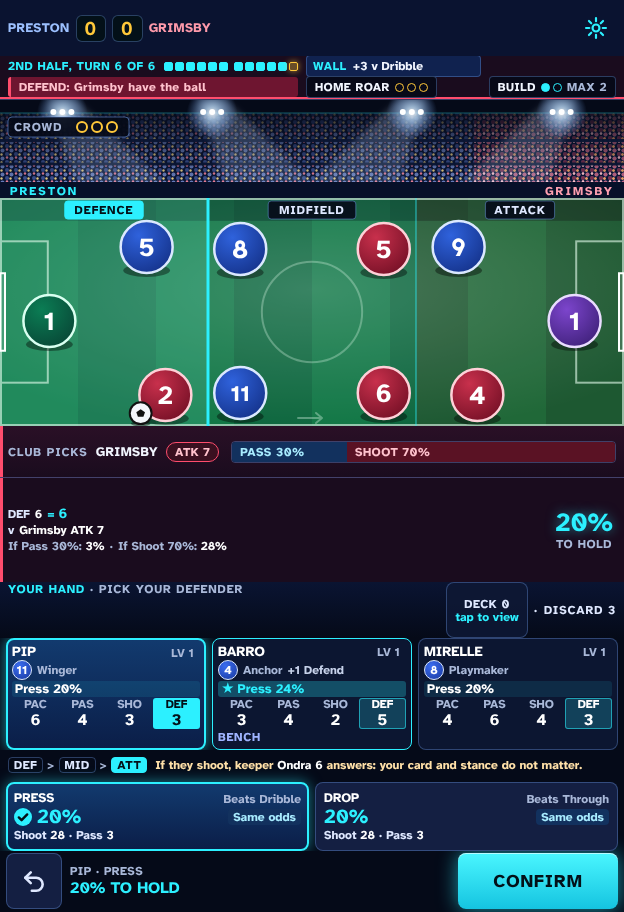 PRESTON 0 0 GRIMSBY
2ND HALF, TURN 6 OF 6
WALL +3 v Dribble
DEFEND: Grimsby have the ball
HOME ROAR
BUILD MAX 2
CROWD
PRESTON
GRIMSBY
DEFENCE
MIDFIELD
ATTACK
5
8
5
9
1
1
2
11
6
4
CLUB PICKS GRIMSBY ATK 7 PASS 30% SHOOT 70%
DEF 6 = 6
v Grimsby ATK 7
If Pass 30%: 3% · If Shoot 70%: 28%
20%
TO HOLD
YOUR HAND · PICK YOUR DEFENDER
DECK 0
tap to view
· DISCARD 3
PIP LV 1
11 Winger
Press 20%
PAC PAS SHO DEF
6 4 3 3
BARRO LV 1
4 Anchor +1 Defend
★ Press 24%
PAC PAS SHO DEF
3 4 2 5
BENCH
MIRELLE LV 1
8 Playmaker
Press 20%
PAC PAS SHO DEF
4 6 4 3
DEF > MID > ATT If they shoot, keeper Ondra 6 answers: your card and stance do not matter.
PRESS Beats Dribble
20% Same odds
Shoot 28 · Pass 3
DROP Beats Through
20% Same odds
Shoot 28 · Pass 3
PIP · PRESS
20% TO HOLD
CONFIRM